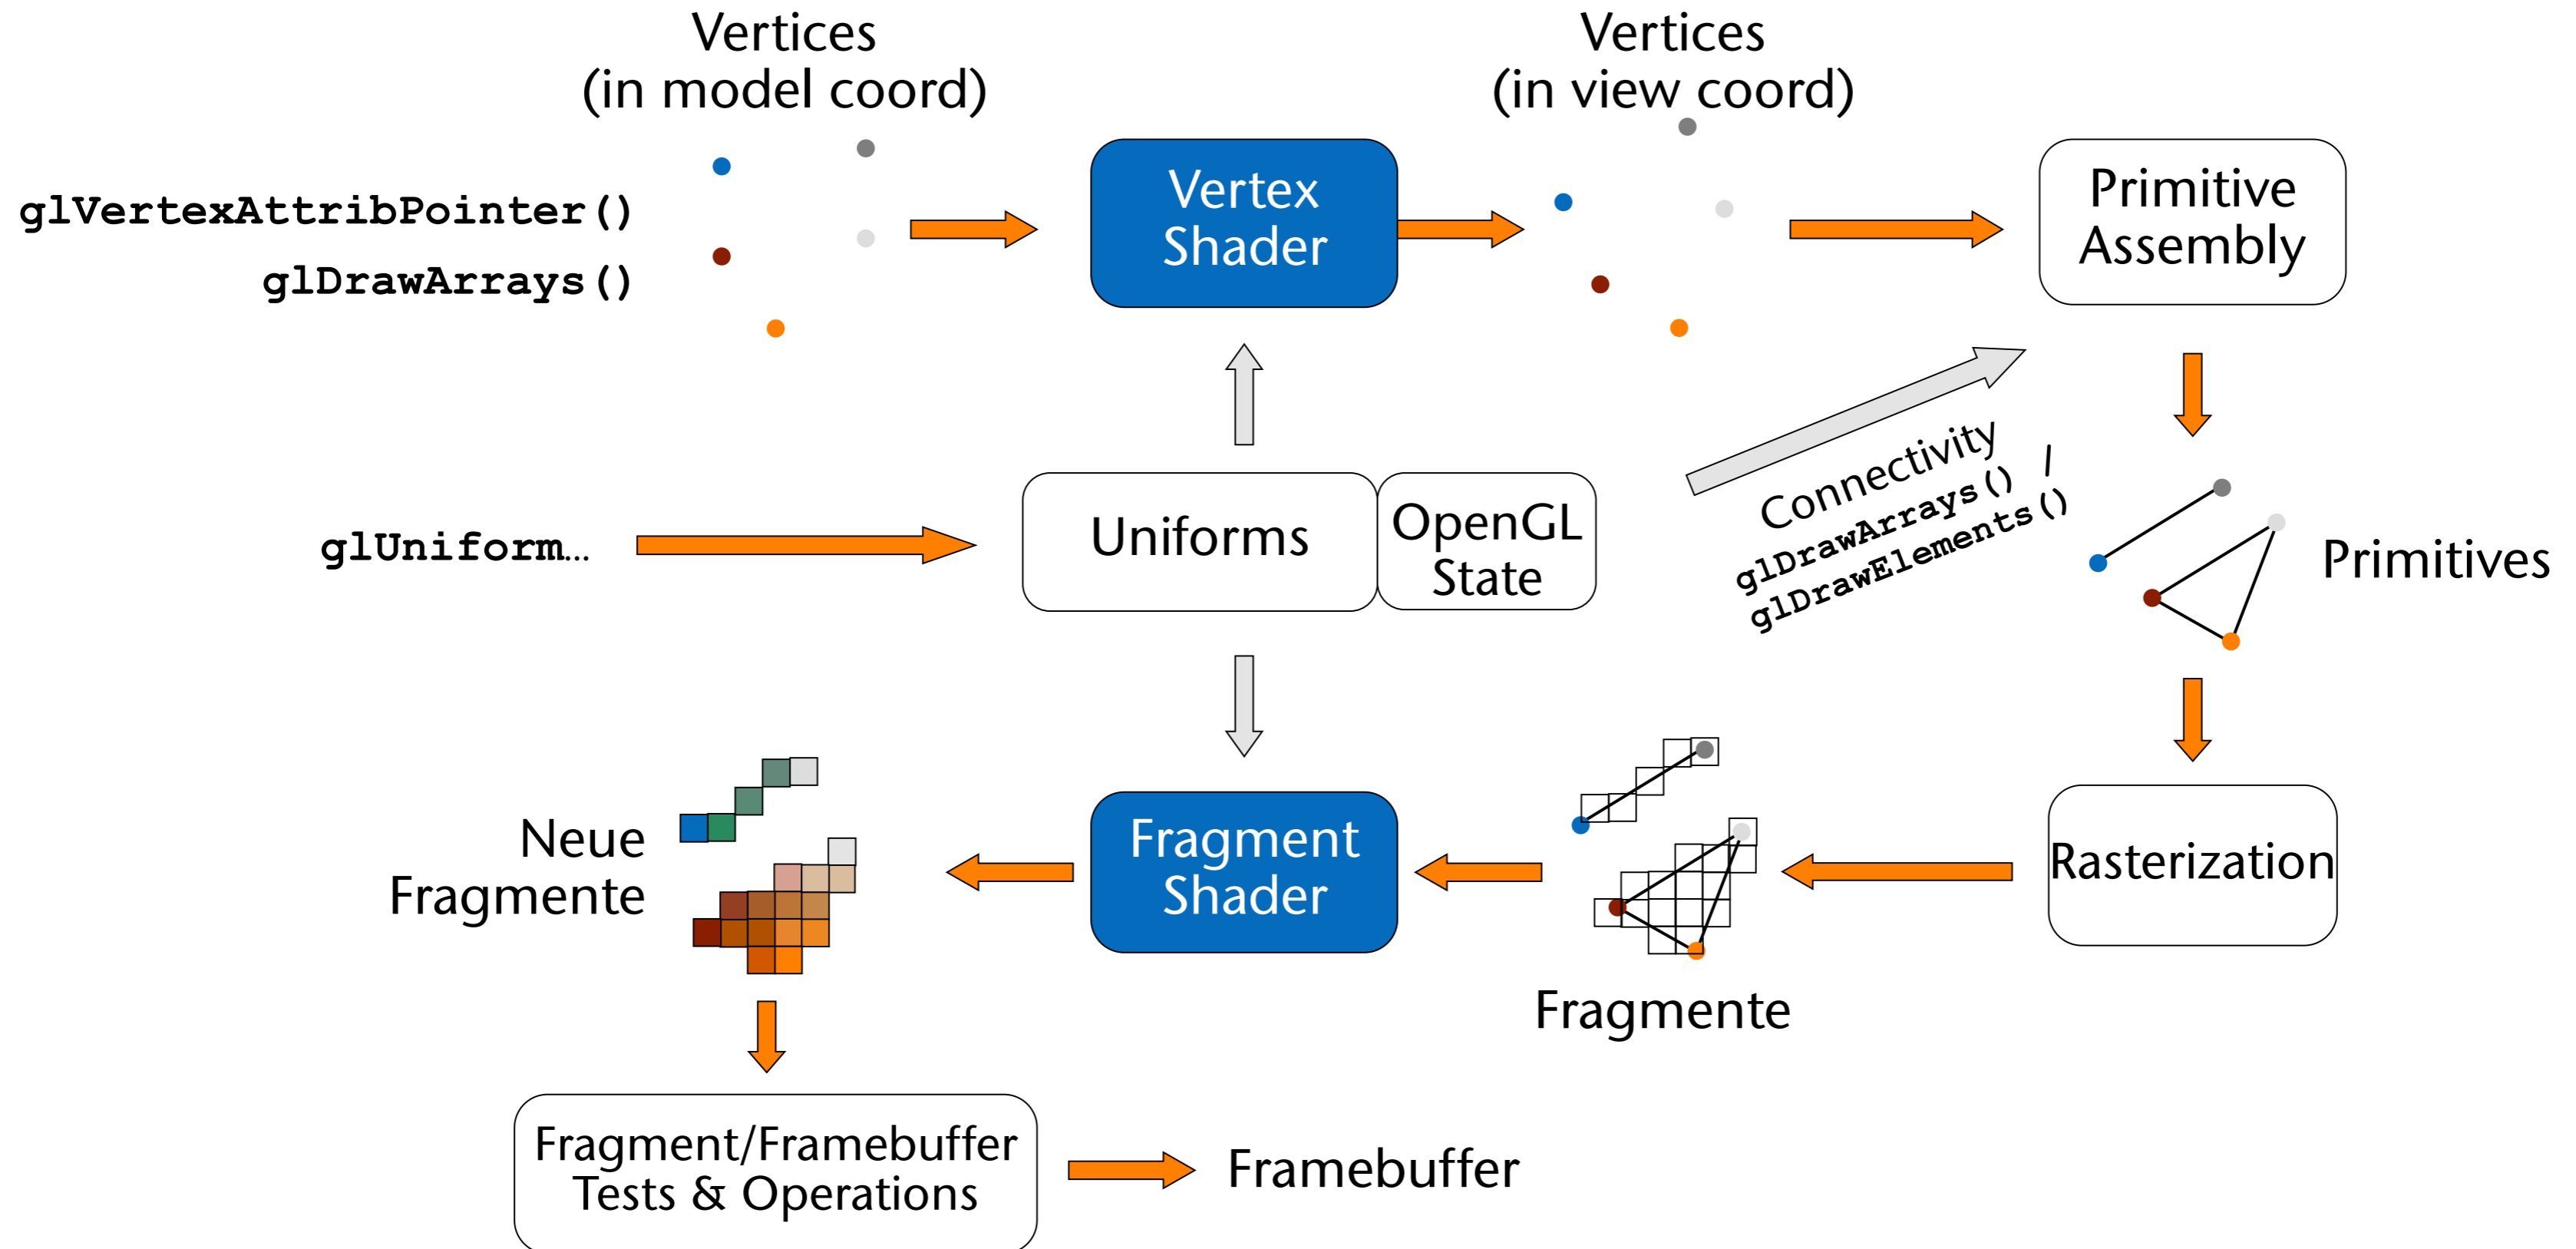 Vertices
(in model coord)
Vertices
(in view coord)
glVertexAttribPointer()
glDrawArrays()
Vertex
Shader
Primitive
Assembly
glUniform…
Uniforms
OpenGL
State
Connectivity
glDrawArrays() /
glDrawElements()
Primitives
Neue
Fragmente
Fragment
Shader
Fragmente
Rasterization
Fragment/Framebuffer
Tests & Operations
Framebuffer